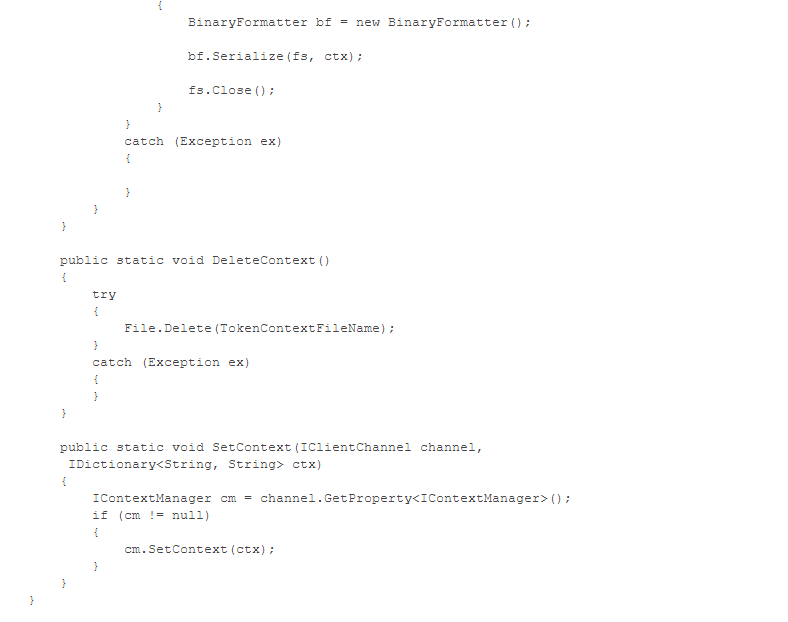 {
BinaryFormatter bf = new BinaryFormatter();
bf.Serialize(fs, ctx);
fs.Close();
}
}
catch (Exception ex)
{
}
}
}
public static void DeleteContext()
{
try
{
File.Delete(TokenContextFileName);
}
catch (Exception ex)
{
}
}
public static void SetContext(IClientChannel channel,
IDictionary<String, String> ctx)
{
IContextManager cm = channel.GetProperty<IContextManager>();
if (cm != null)
{
cm.SetContext(ctx);
}
}
}